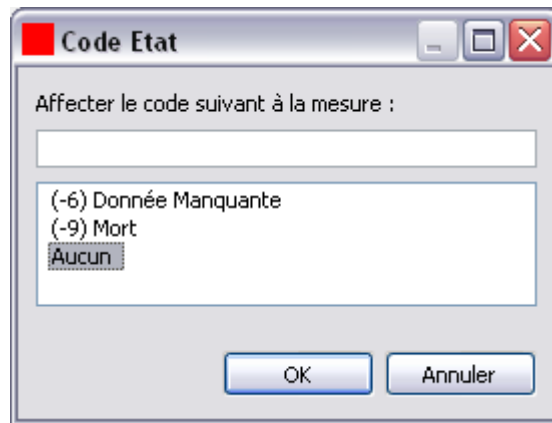 Code Etat
Affecter le code suivant à la mesure :
(-6) Donnée Manquante
(-9) Mort
Aucun
OK
Annuler